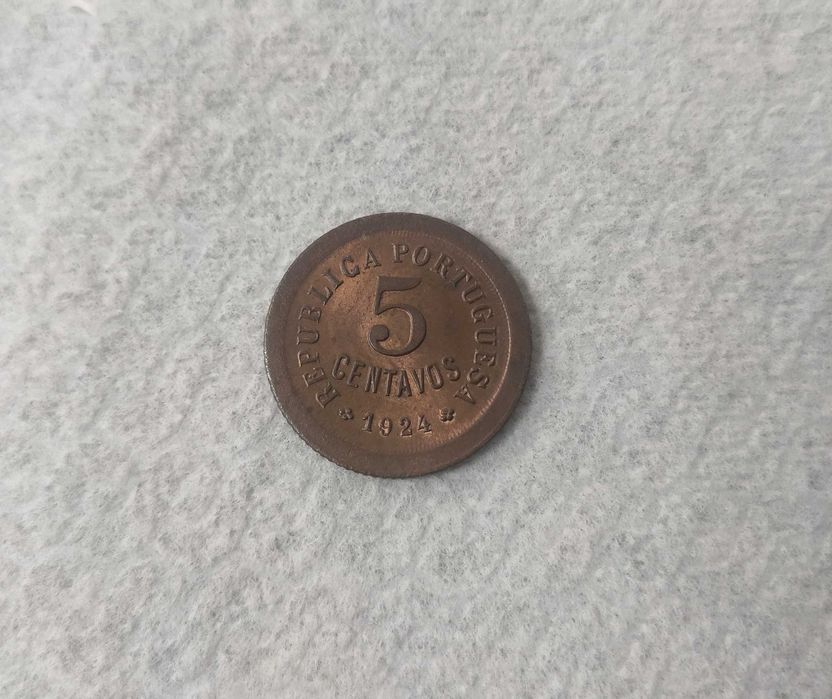 REPUBLICA PORTUGUESA
5
CENTAVOS
* 1924 *